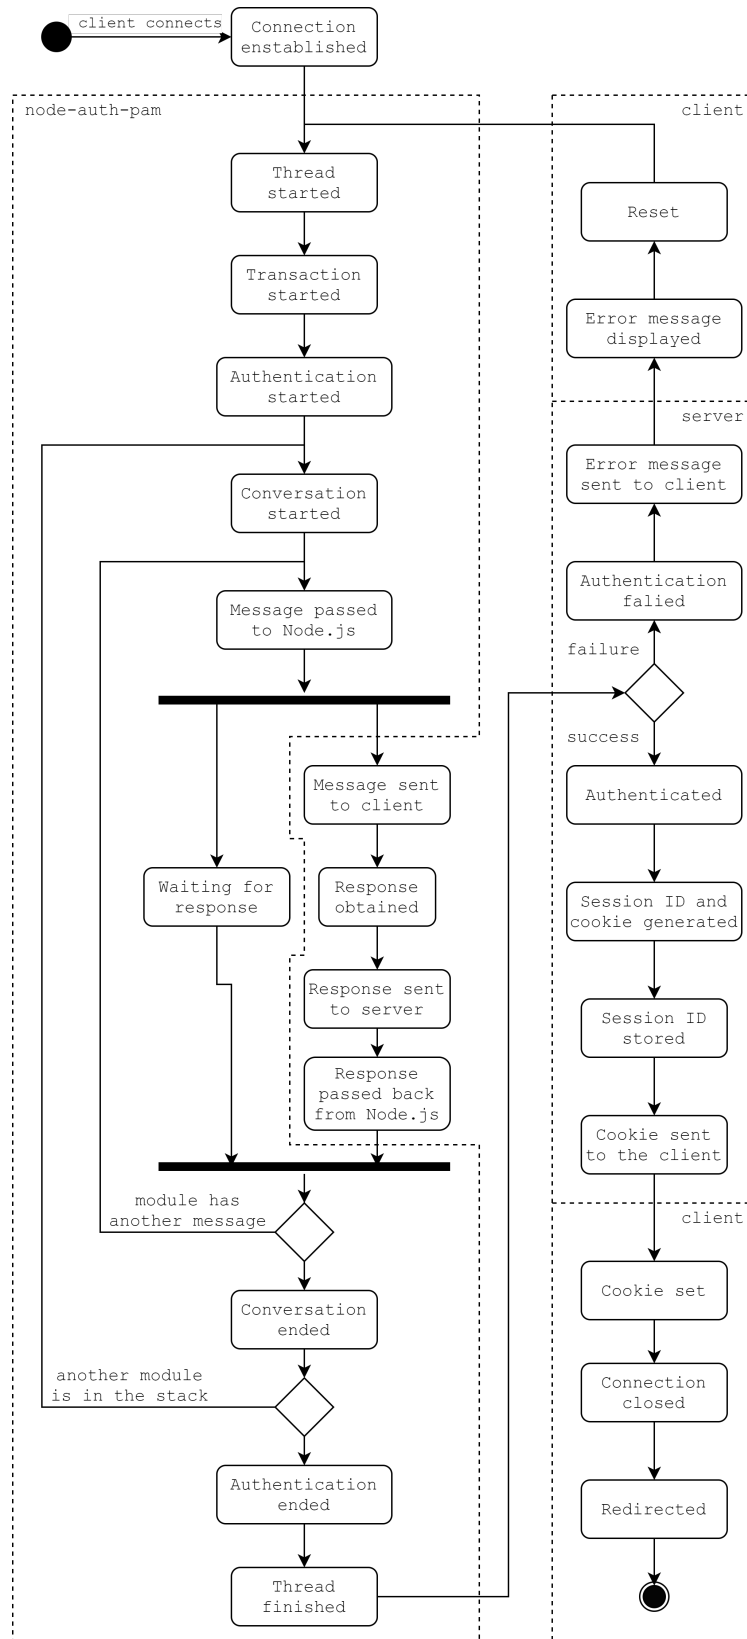 client connects
Connection
enstablished
node-auth-pam
Thread
started
Transaction
started
Authentication
started
Conversation
started
Message passed
to Node.js
Message sent
to client
Waiting for
response
Response
obtained
Response sent
to server
Response
passed back
from Node.js
module has
another message
Conversation
ended
another module
is in the stack
Authentication
ended
Thread
finished
client
Reset
Error message
displayed
server
Error message
sent to client
Authentication
falied
failure
success
Authenticated
Session ID and
cookie generated
Session ID
stored
Cookie sent
to the client
client
Cookie set
Connection
closed
Redirected